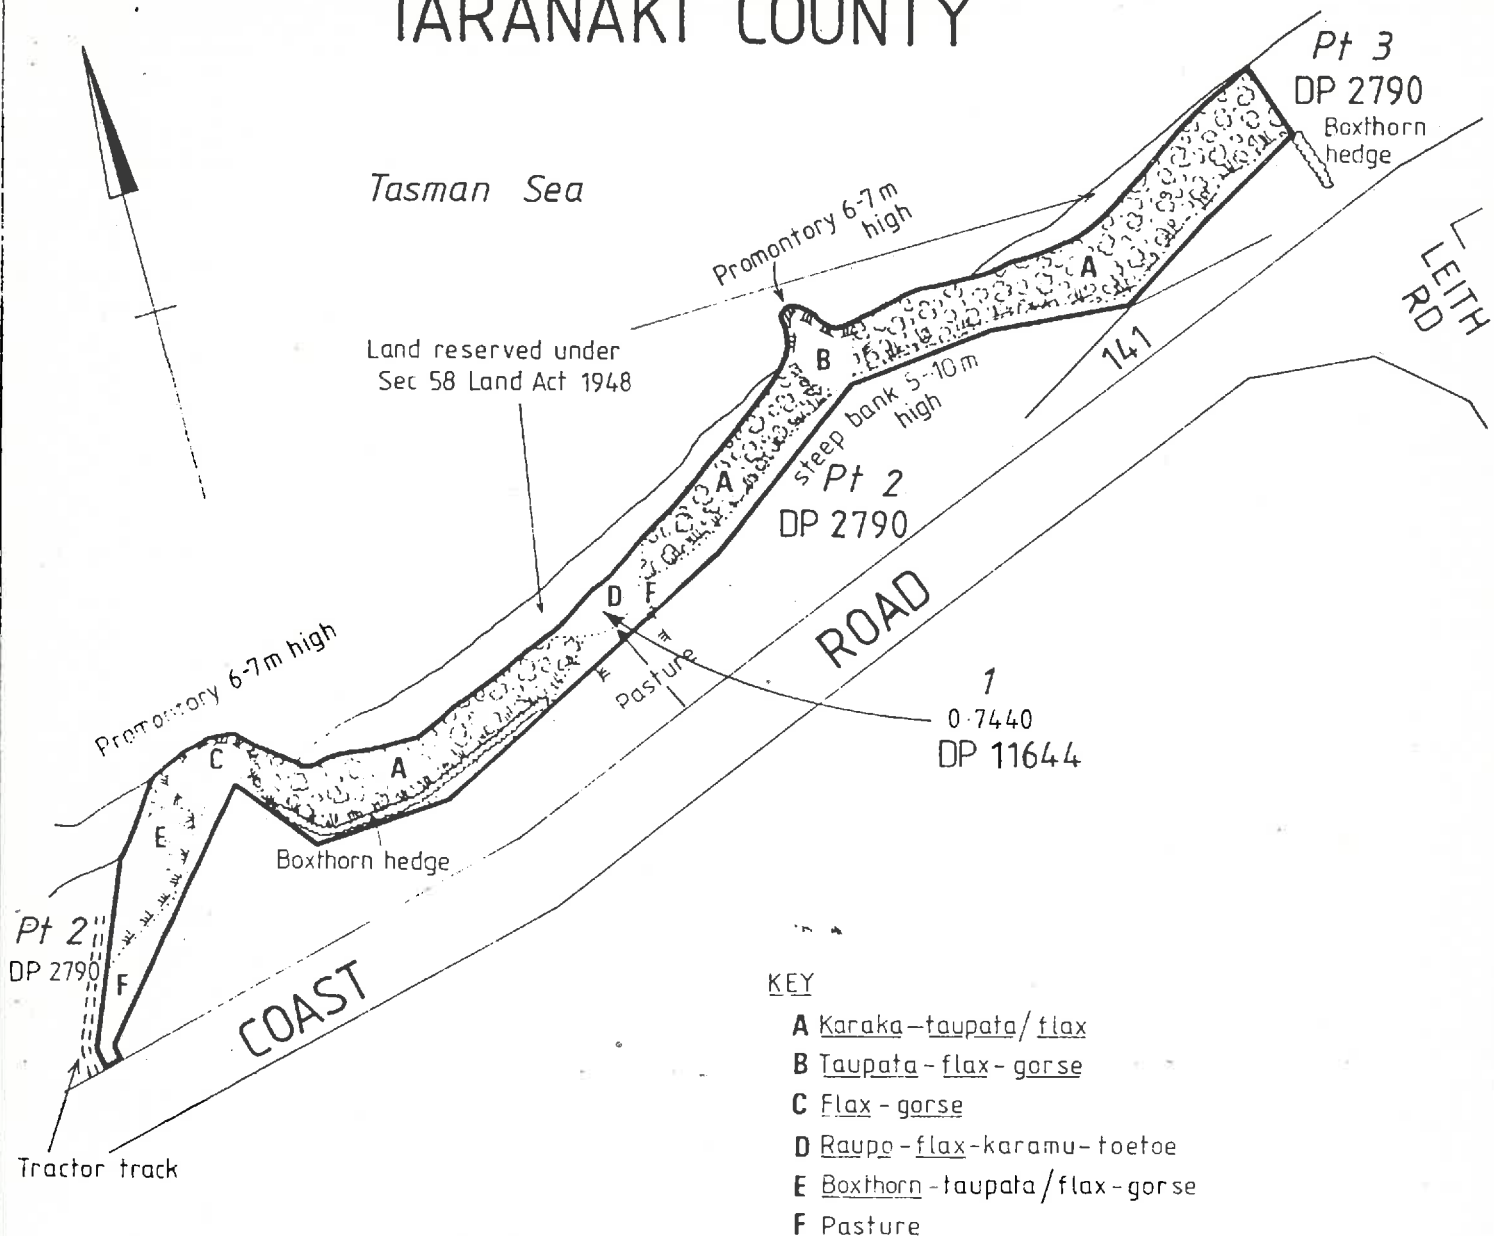 TARANAKI COUNTY
Pt 3
DP 2790
Boxthorn
hedge
Tasman Sea
Promontory 6-7m
high
LEITH
RD
A
Land reserved under
Sec 58 Land Act 1948
B
141
steep bank 5-10m
high
A
Pt 2
DP 2790
D F
ROAD
Promontory 6-7m high
Pasture
1
0·7440
DP 11644
C
A
E
Boxthorn hedge
Pt 2
DP 2790
F
COAST
Tractor track
KEY
A Karaka-taupata/flax
B Taupata-flax-gorse
C Flax-gorse
D Raupo-flax-karamu-toetoe
E Boxthorn-taupata/flax-gorse
F Pasture